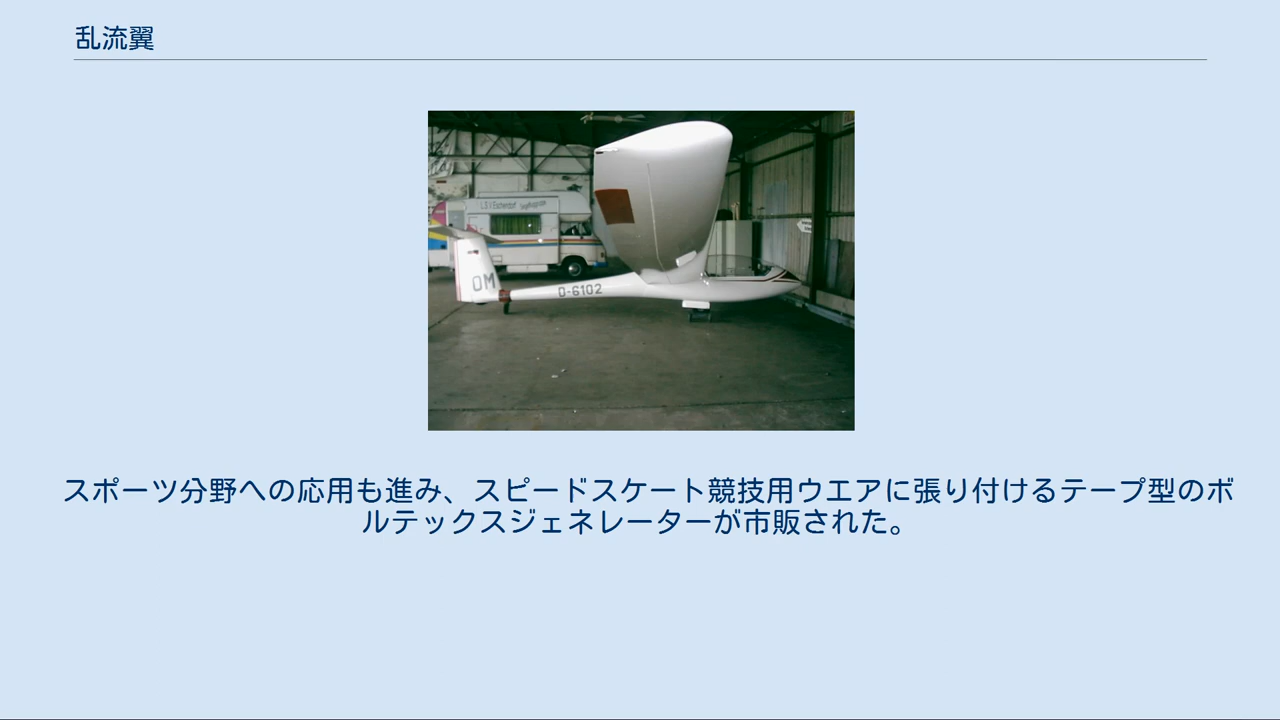 乱流翼
L.S.V. Eschendorf
OM
D-6102
スポーツ分野への応用も進み、スピードスケート競技用ウエアに張り付けるテープ型のボ
ルテックスジェネレーターが市販された。